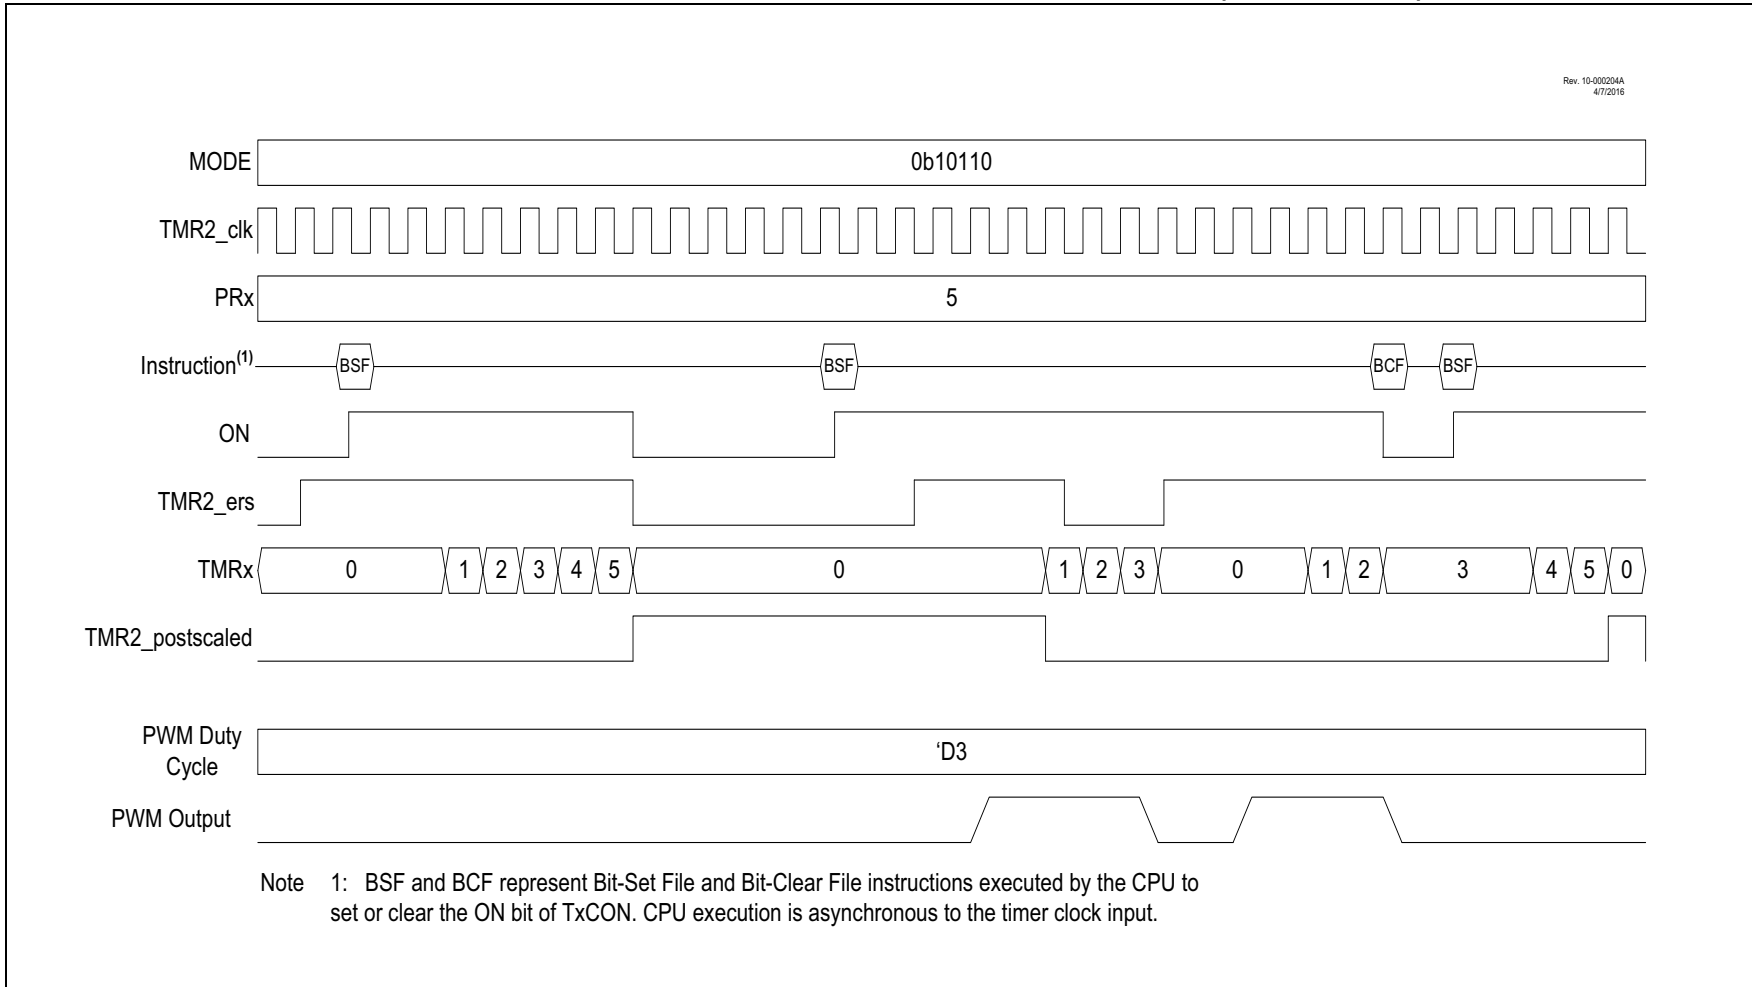 Rev. 10-000204A
4/7/2016
MODE 0b10110
TMR2_clk
PRx 5
Instruction(1) BSF BSF BCF BSF
ON
TMR2_ers
TMRx 0 1 2 3 4 5 0 1 2 3 0 1 2 3 4 5 0
TMR2_postscaled
PWM Duty
Cycle
‘D3
PWM Output
Note 1: BSF and BCF represent Bit-Set File and Bit-Clear File instructions executed by the CPU to
set or clear the ON bit of TxCON. CPU execution is asynchronous to the timer clock input.